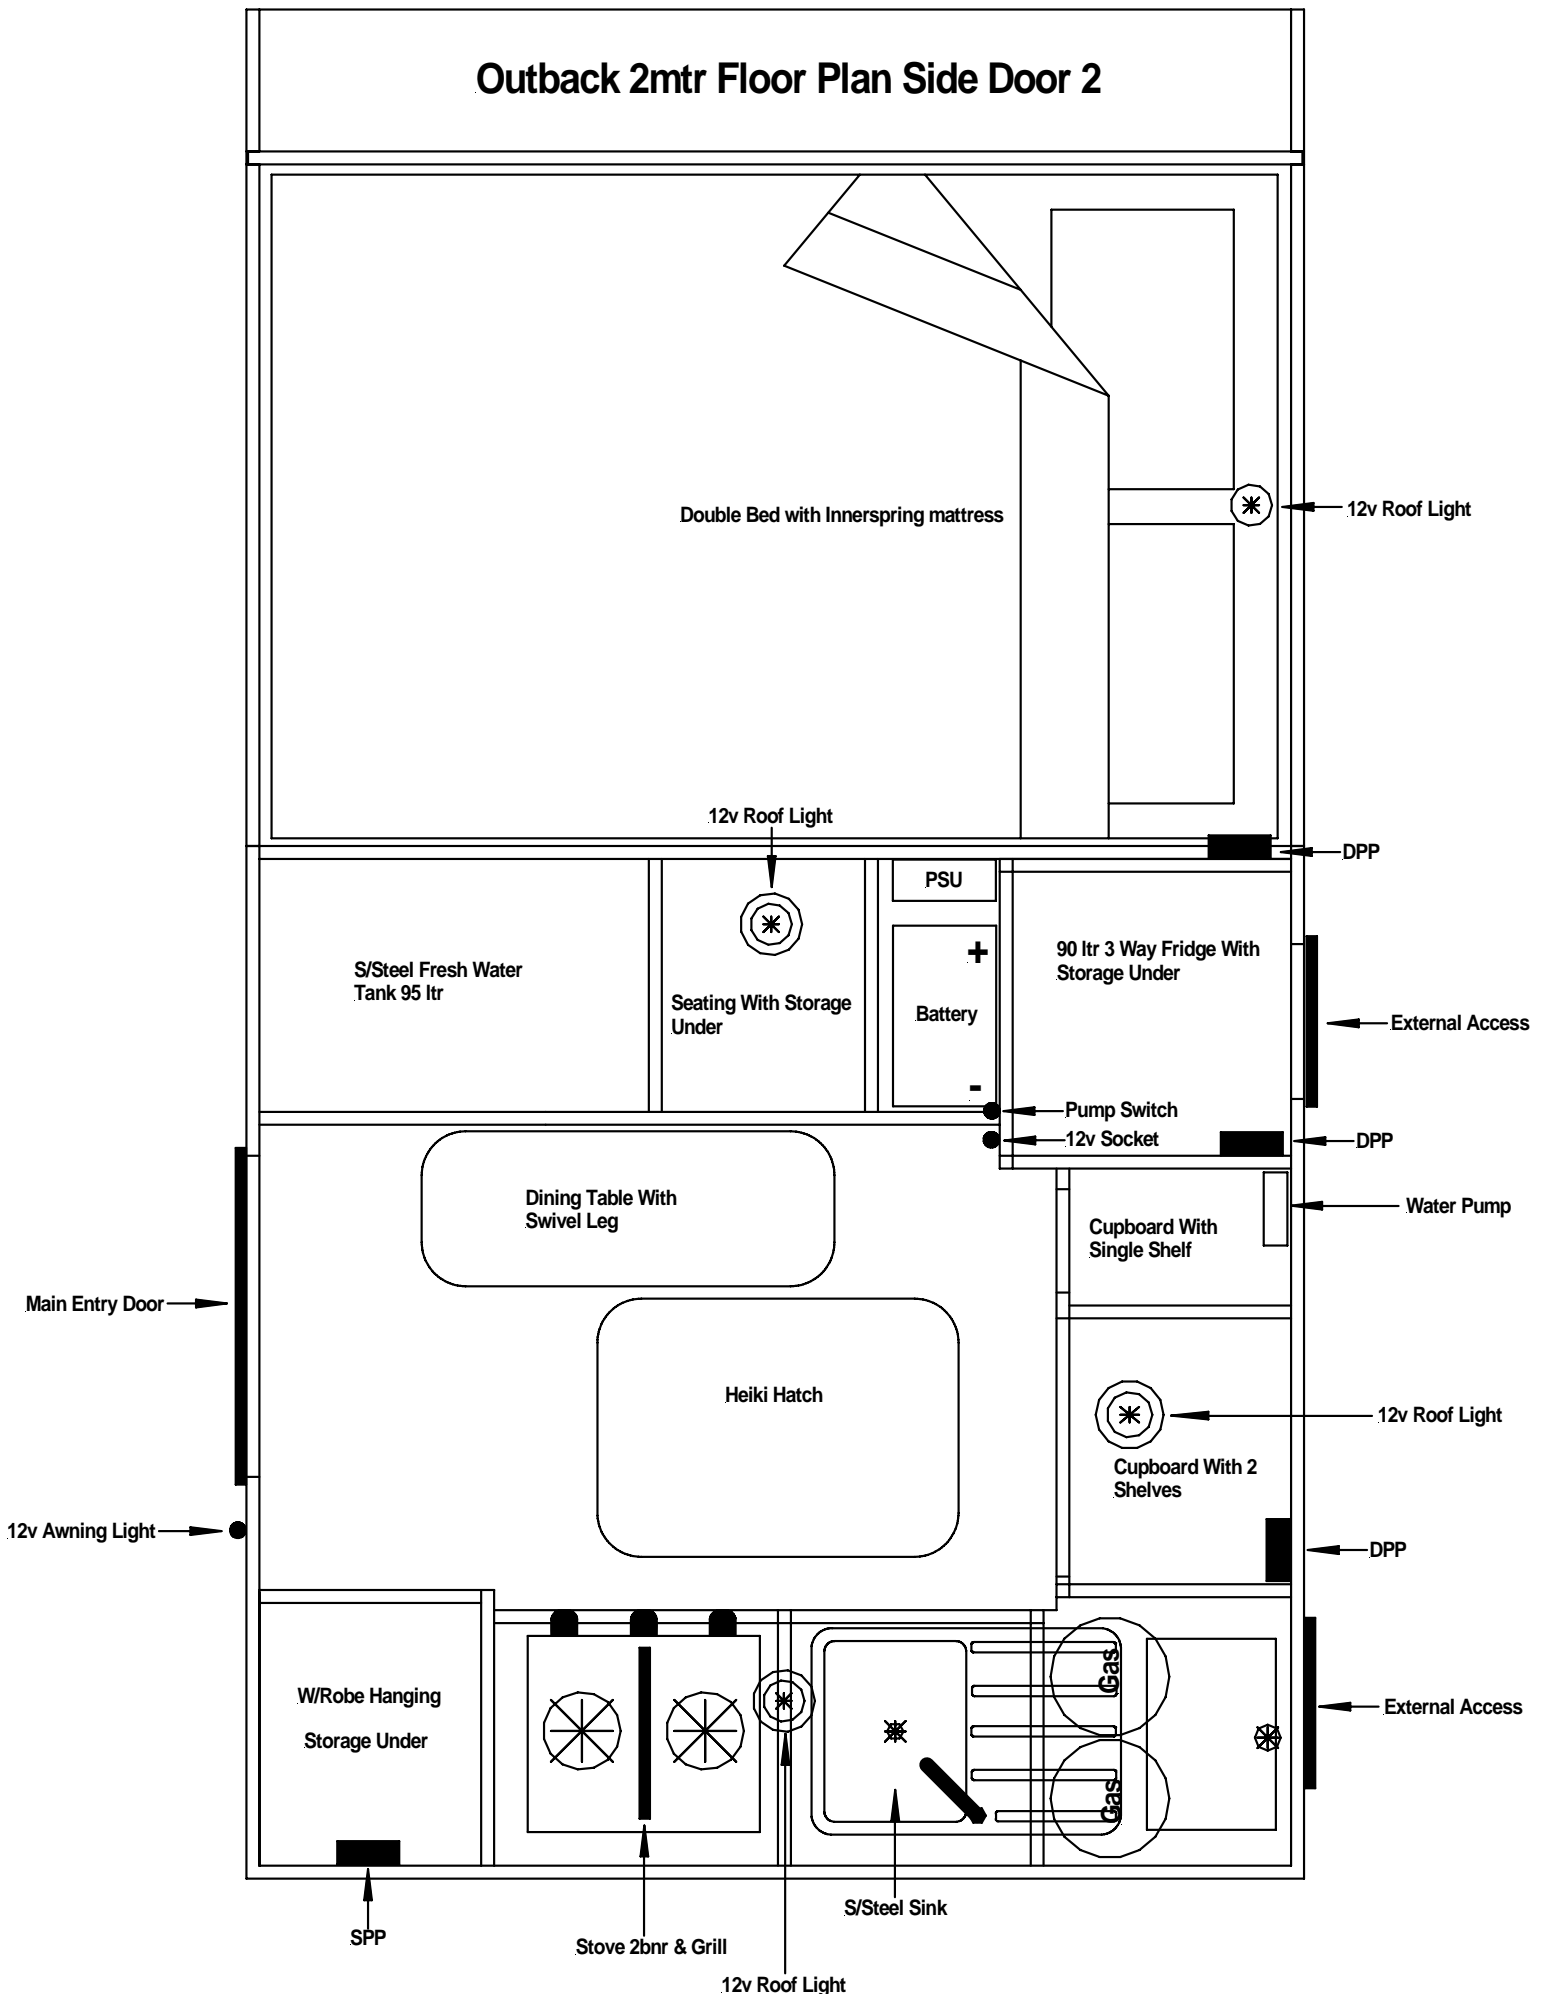 Outback 2mtr Floor Plan Side Door 2
Double Bed with Innerspring mattress
12v Roof Light
12v Roof Light
DPP
PSU
S/Steel Fresh Water
Tank 95 ltr
Seating With Storage
Under
+
Battery
-
90 ltr 3 Way Fridge With
Storage Under
External Access
Pump Switch
12v Socket
DPP
Dining Table With
Swivel Leg
Cupboard With
Single Shelf
Water Pump
Main Entry Door
Heiki Hatch
12v Roof Light
Cupboard With 2
Shelves
12v Awning Light
DPP
W/Robe Hanging
Storage Under
Gas
Gas
External Access
S/Steel Sink
SPP
Stove 2bnr & Grill
12v Roof Light